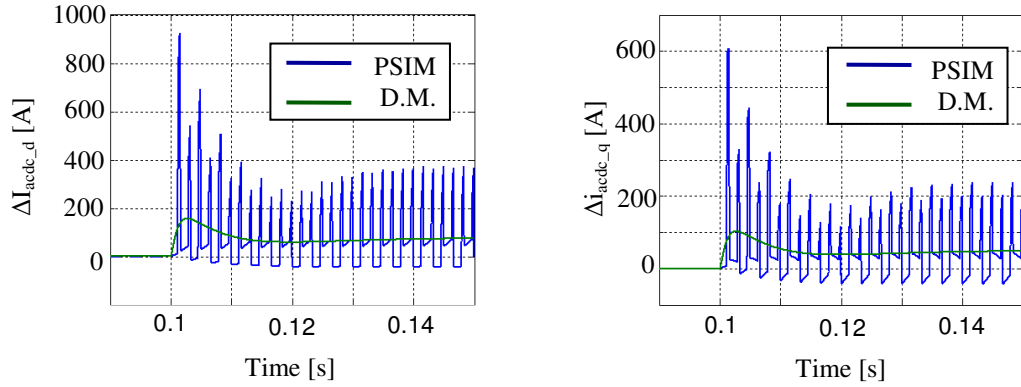 1000
800
600
400
200
0
ΔI_acdc_d [A]
PSIM
D.M.
0.1
0.12
0.14
Time [s]
600
400
200
0
Δi_acdc_q [A]
PSIM
D.M.
0.1
0.12
0.14
Time [s]